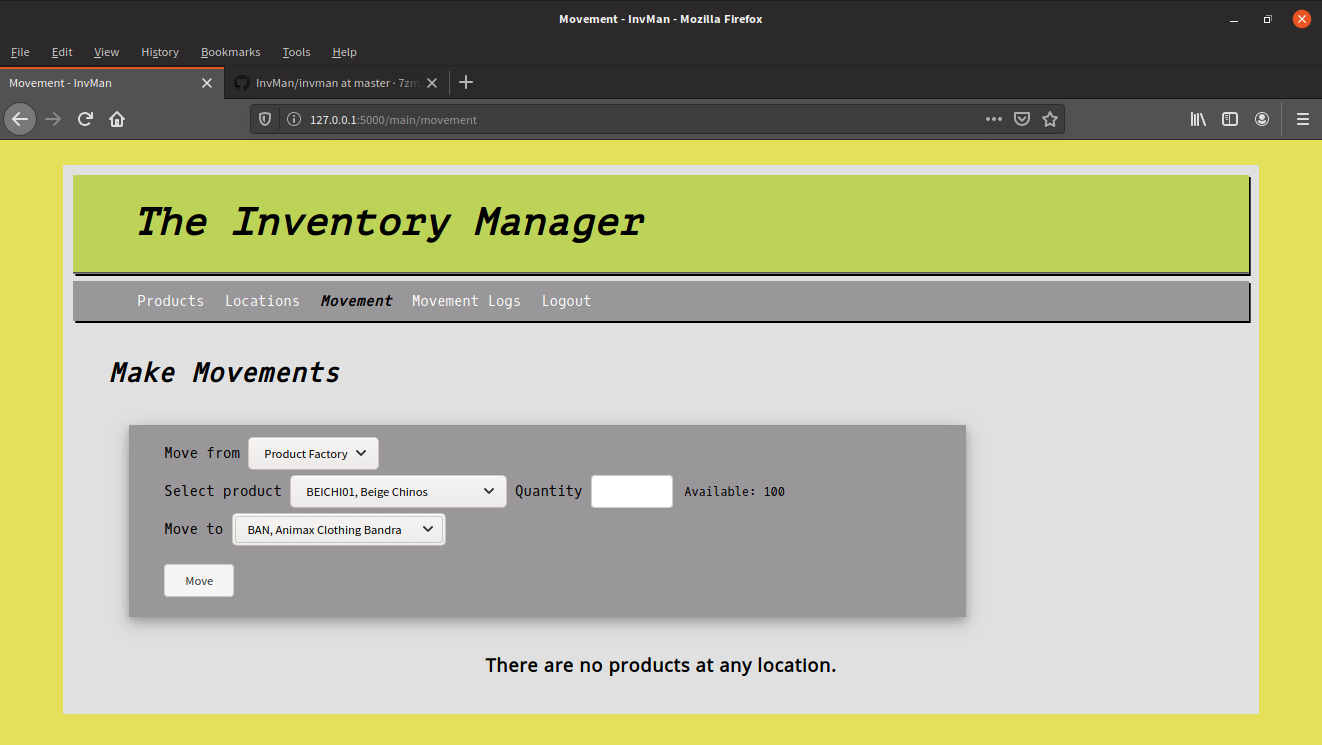 Movement - InvMan - Mozilla Firefox
File Edit View History Bookmarks Tools Help
Movement - InvMan InvMan/invman at master · 7zm
127.0.0.1:5000/main/movement
The Inventory Manager
Products Locations Movement Movement Logs Logout
Make Movements
Move from Product Factory
Select product BEICHI01, Beige Chinos Quantity Available: 100
Move to BAN, Animax Clothing Bandra
Move
There are no products at any location.